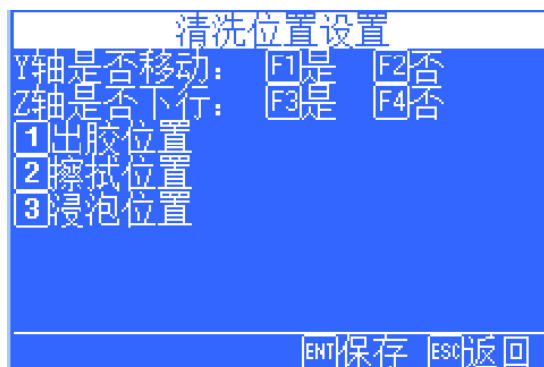 清洗位置设置
Y轴是否移动： F1是 F2否
Z轴是否下行： F3是 F4否
1出胶位置
2擦拭位置
3浸泡位置
ENT保存 ESC返回